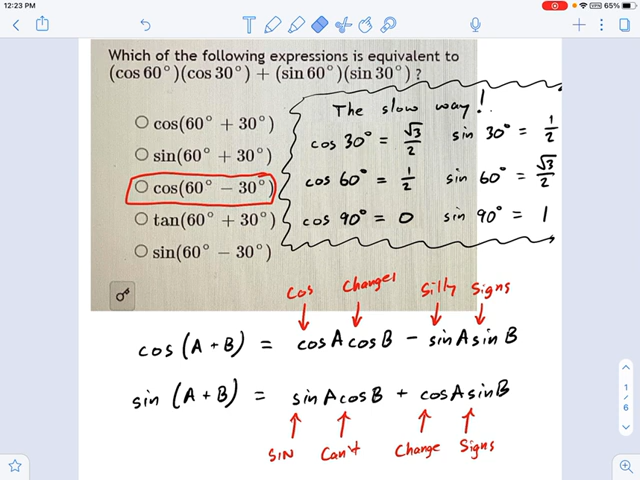 12:23 PM
65%
Which of the following expressions is equivalent to
(cos 60°)(cos 30°) + (sin 60°)(sin 30°) ?
cos(60° + 30°)
sin(60° + 30°)
cos(60° − 30°)
tan(60° + 30°)
sin(60° − 30°)
The slow way!
cos 30° = √3/2 sin 30° = 1/2
cos 60° = 1/2 sin 60° = √3/2
cos 90° = 0 sin 90° = 1
Cos Changes Silly Signs
cos (A + B) = cos A cos B − sin A sin B
sin (A + B) = sin A cos B + cos A sin B
SIN Can't Change Signs
1
/
6